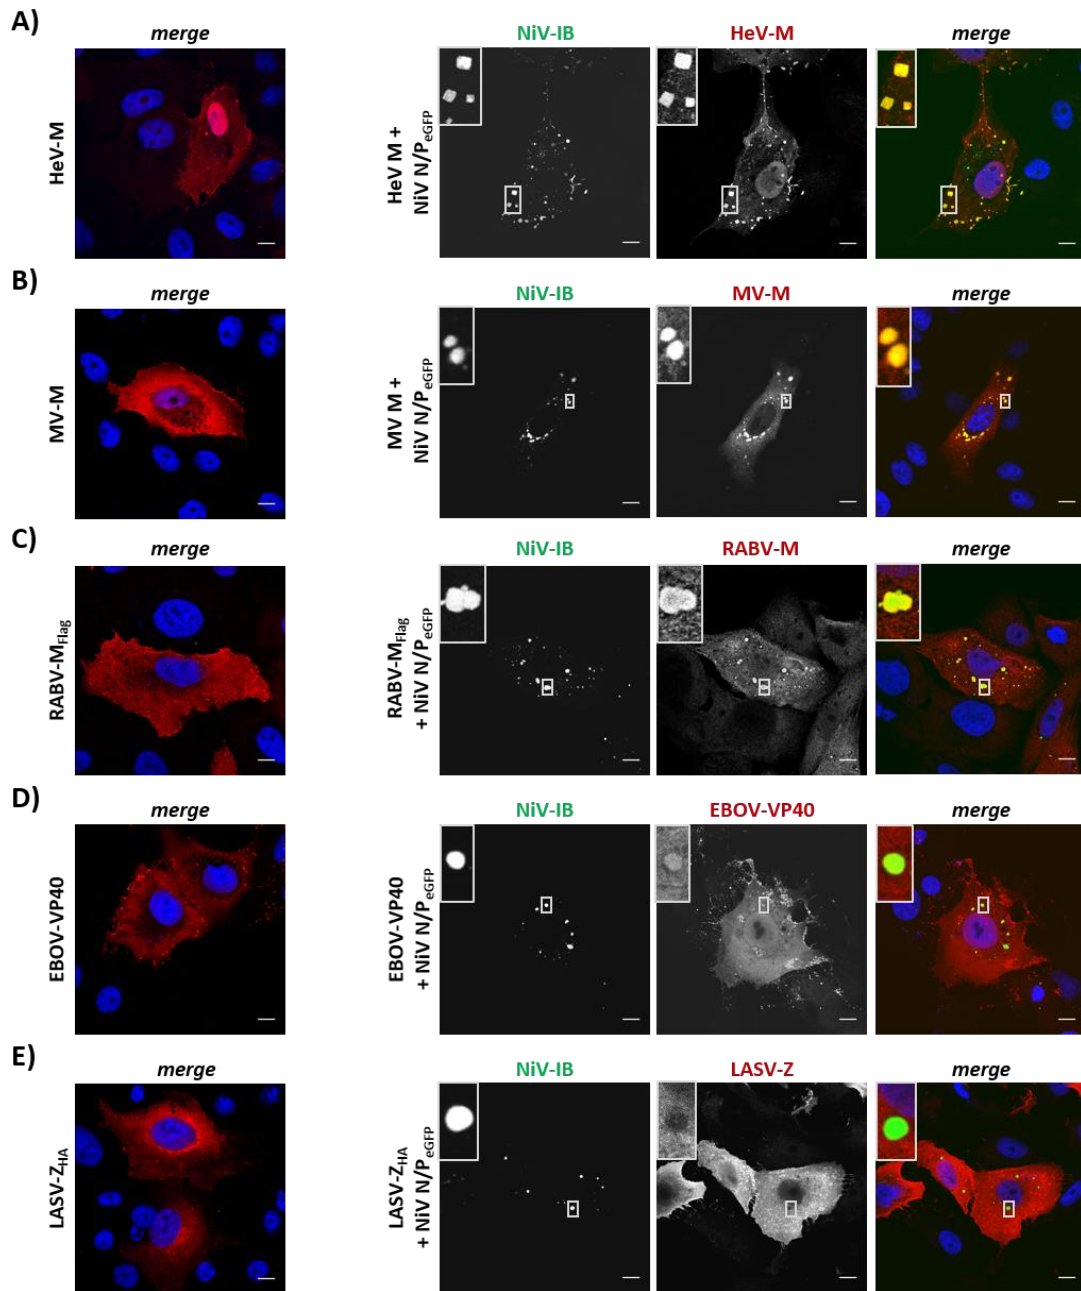 A)
merge
NiV-IB
HeV-M
merge
HeV-M
HeV M +
NiV N/PeGFP
B)
merge
NiV-IB
MV-M
merge
MV-M
MV M +
NiV N/PeGFP
C)
merge
NiV-IB
RABV-M
merge
RABV-MFlag
RABV-MFlag
+ NiV N/PeGFP
D)
merge
NiV-IB
EBOV-VP40
merge
EBOV-VP40
EBOV-VP40
+ NiV N/PeGFP
E)
merge
NiV-IB
LASV-Z
merge
LASV-ZHA
LASV-ZHA
+ NiV N/PeGFP